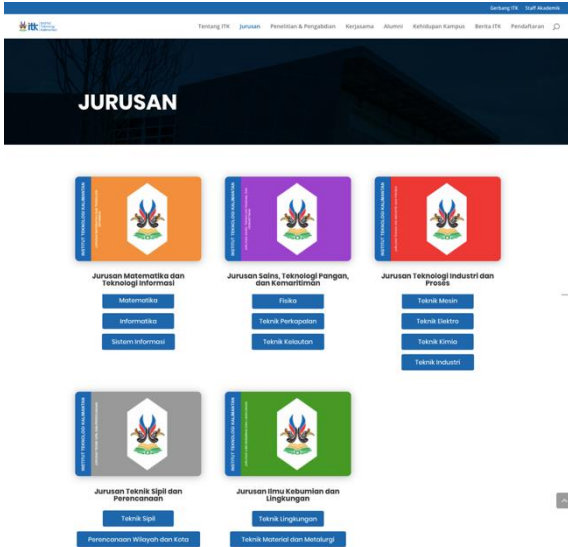 Gerbang ITK Staff Akademik
itk Institut Teknologi Kalimantan
Tentang ITK Jurusan Penelitian & Pengabdian Kerjasama Alumni Kehidupan Kampus Berita ITK Pendaftaran
JURUSAN
INSTITUT TEKNOLOGI KALIMANTAN
INSTITUT TEKNOLOGI KALIMANTAN
INSTITUT TEKNOLOGI KALIMANTAN
Jurusan Matematika dan
Teknologi Informasi
Matematika
Informatika
Sistem Informasi
Jurusan Sains, Teknologi Pangan,
dan Kemaritiman
Fisika
Teknik Perkapalan
Teknik Kelautan
Jurusan Teknologi Industri dan
Proses
Teknik Mesin
Teknik Elektro
Teknik Kimia
Teknik Industri
INSTITUT TEKNOLOGI KALIMANTAN
INSTITUT TEKNOLOGI KALIMANTAN
Jurusan Teknik Sipil dan
Perencanaan
Teknik Sipil
Perencanaan Wilayah dan Kota
Jurusan Ilmu Kebumian dan
Lingkungan
Teknik Lingkungan
Teknik Material dan Metalurgi